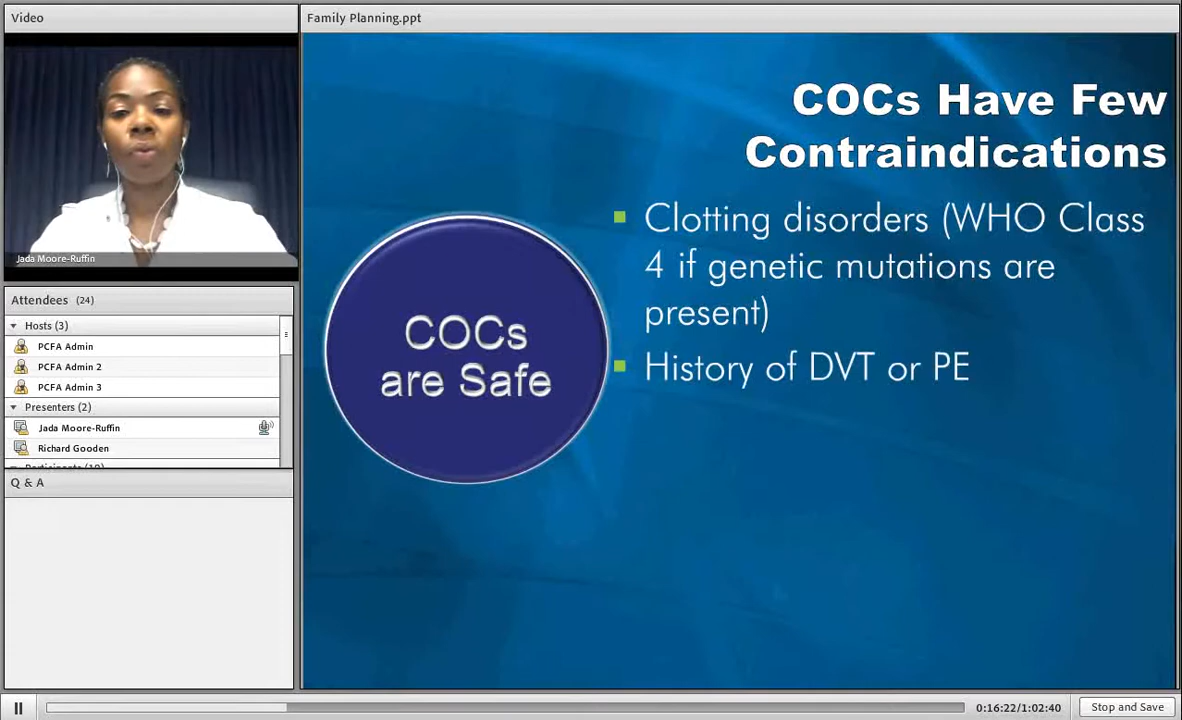 Video
Jada Moore-Ruffin
Attendees (24)
Hosts (3)
PCFA Admin
PCFA Admin 2
PCFA Admin 3
Presenters (2)
Jada Moore-Ruffin
Richard Gooden
Participants (19)
Q & A
Family Planning.ppt
COCs Have Few
Contraindications
COCs
are Safe
Clotting disorders (WHO Class
4 if genetic mutations are
present)
History of DVT or PE
0:16:22/1:02:40
Stop and Save